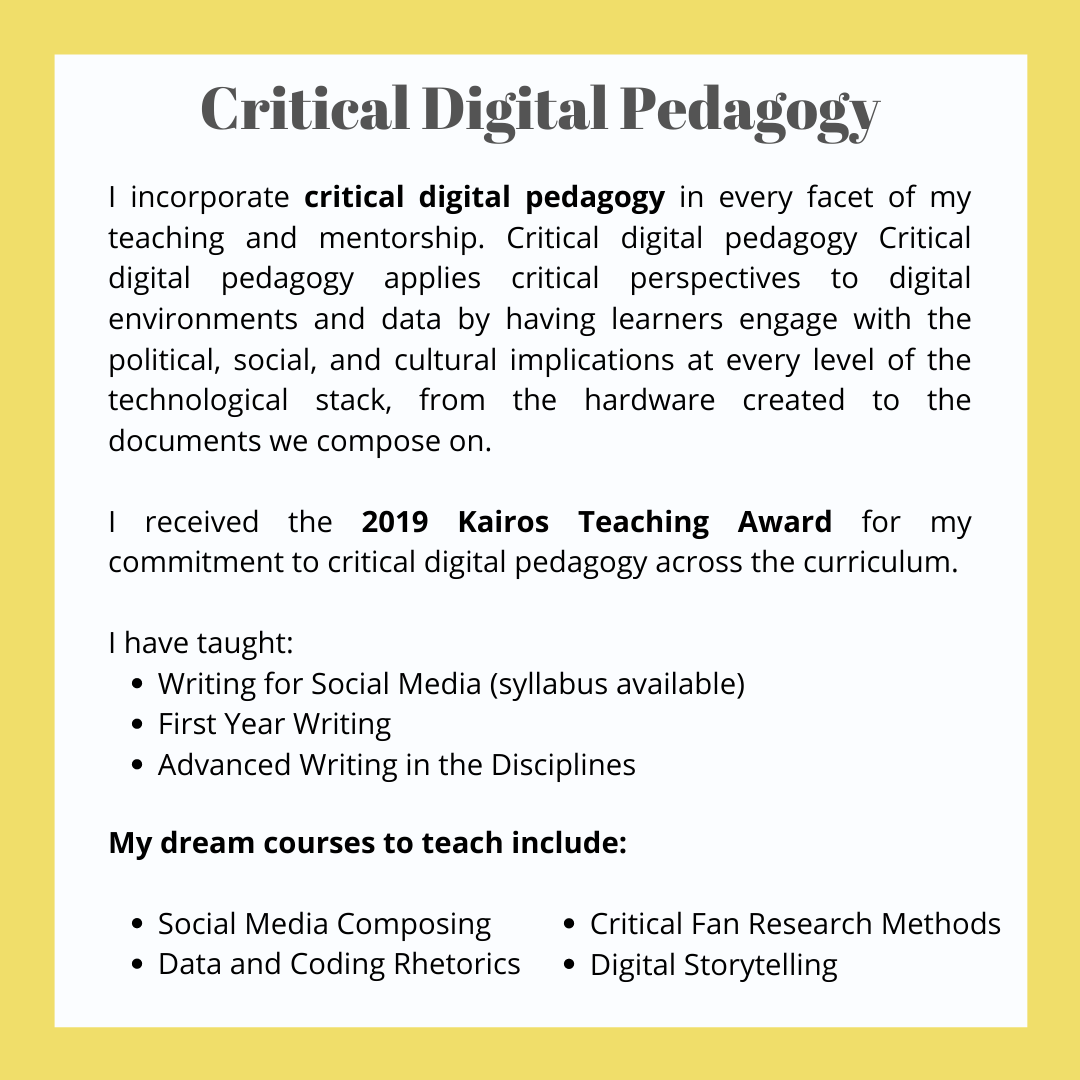 Critical Digital Pedagogy
I incorporate critical digital pedagogy in every facet of my
teaching and mentorship. Critical digital pedagogy Critical
digital pedagogy applies critical perspectives to digital
environments and data by having learners engage with the
political, social, and cultural implications at every level of the
technological stack, from the hardware created to the
documents we compose on.
I received the 2019 Kairos Teaching Award for my
commitment to critical digital pedagogy across the curriculum.
I have taught:
• Writing for Social Media (syllabus available)
• First Year Writing
• Advanced Writing in the Disciplines
My dream courses to teach include:
• Social Media Composing
• Data and Coding Rhetorics
• Critical Fan Research Methods
• Digital Storytelling